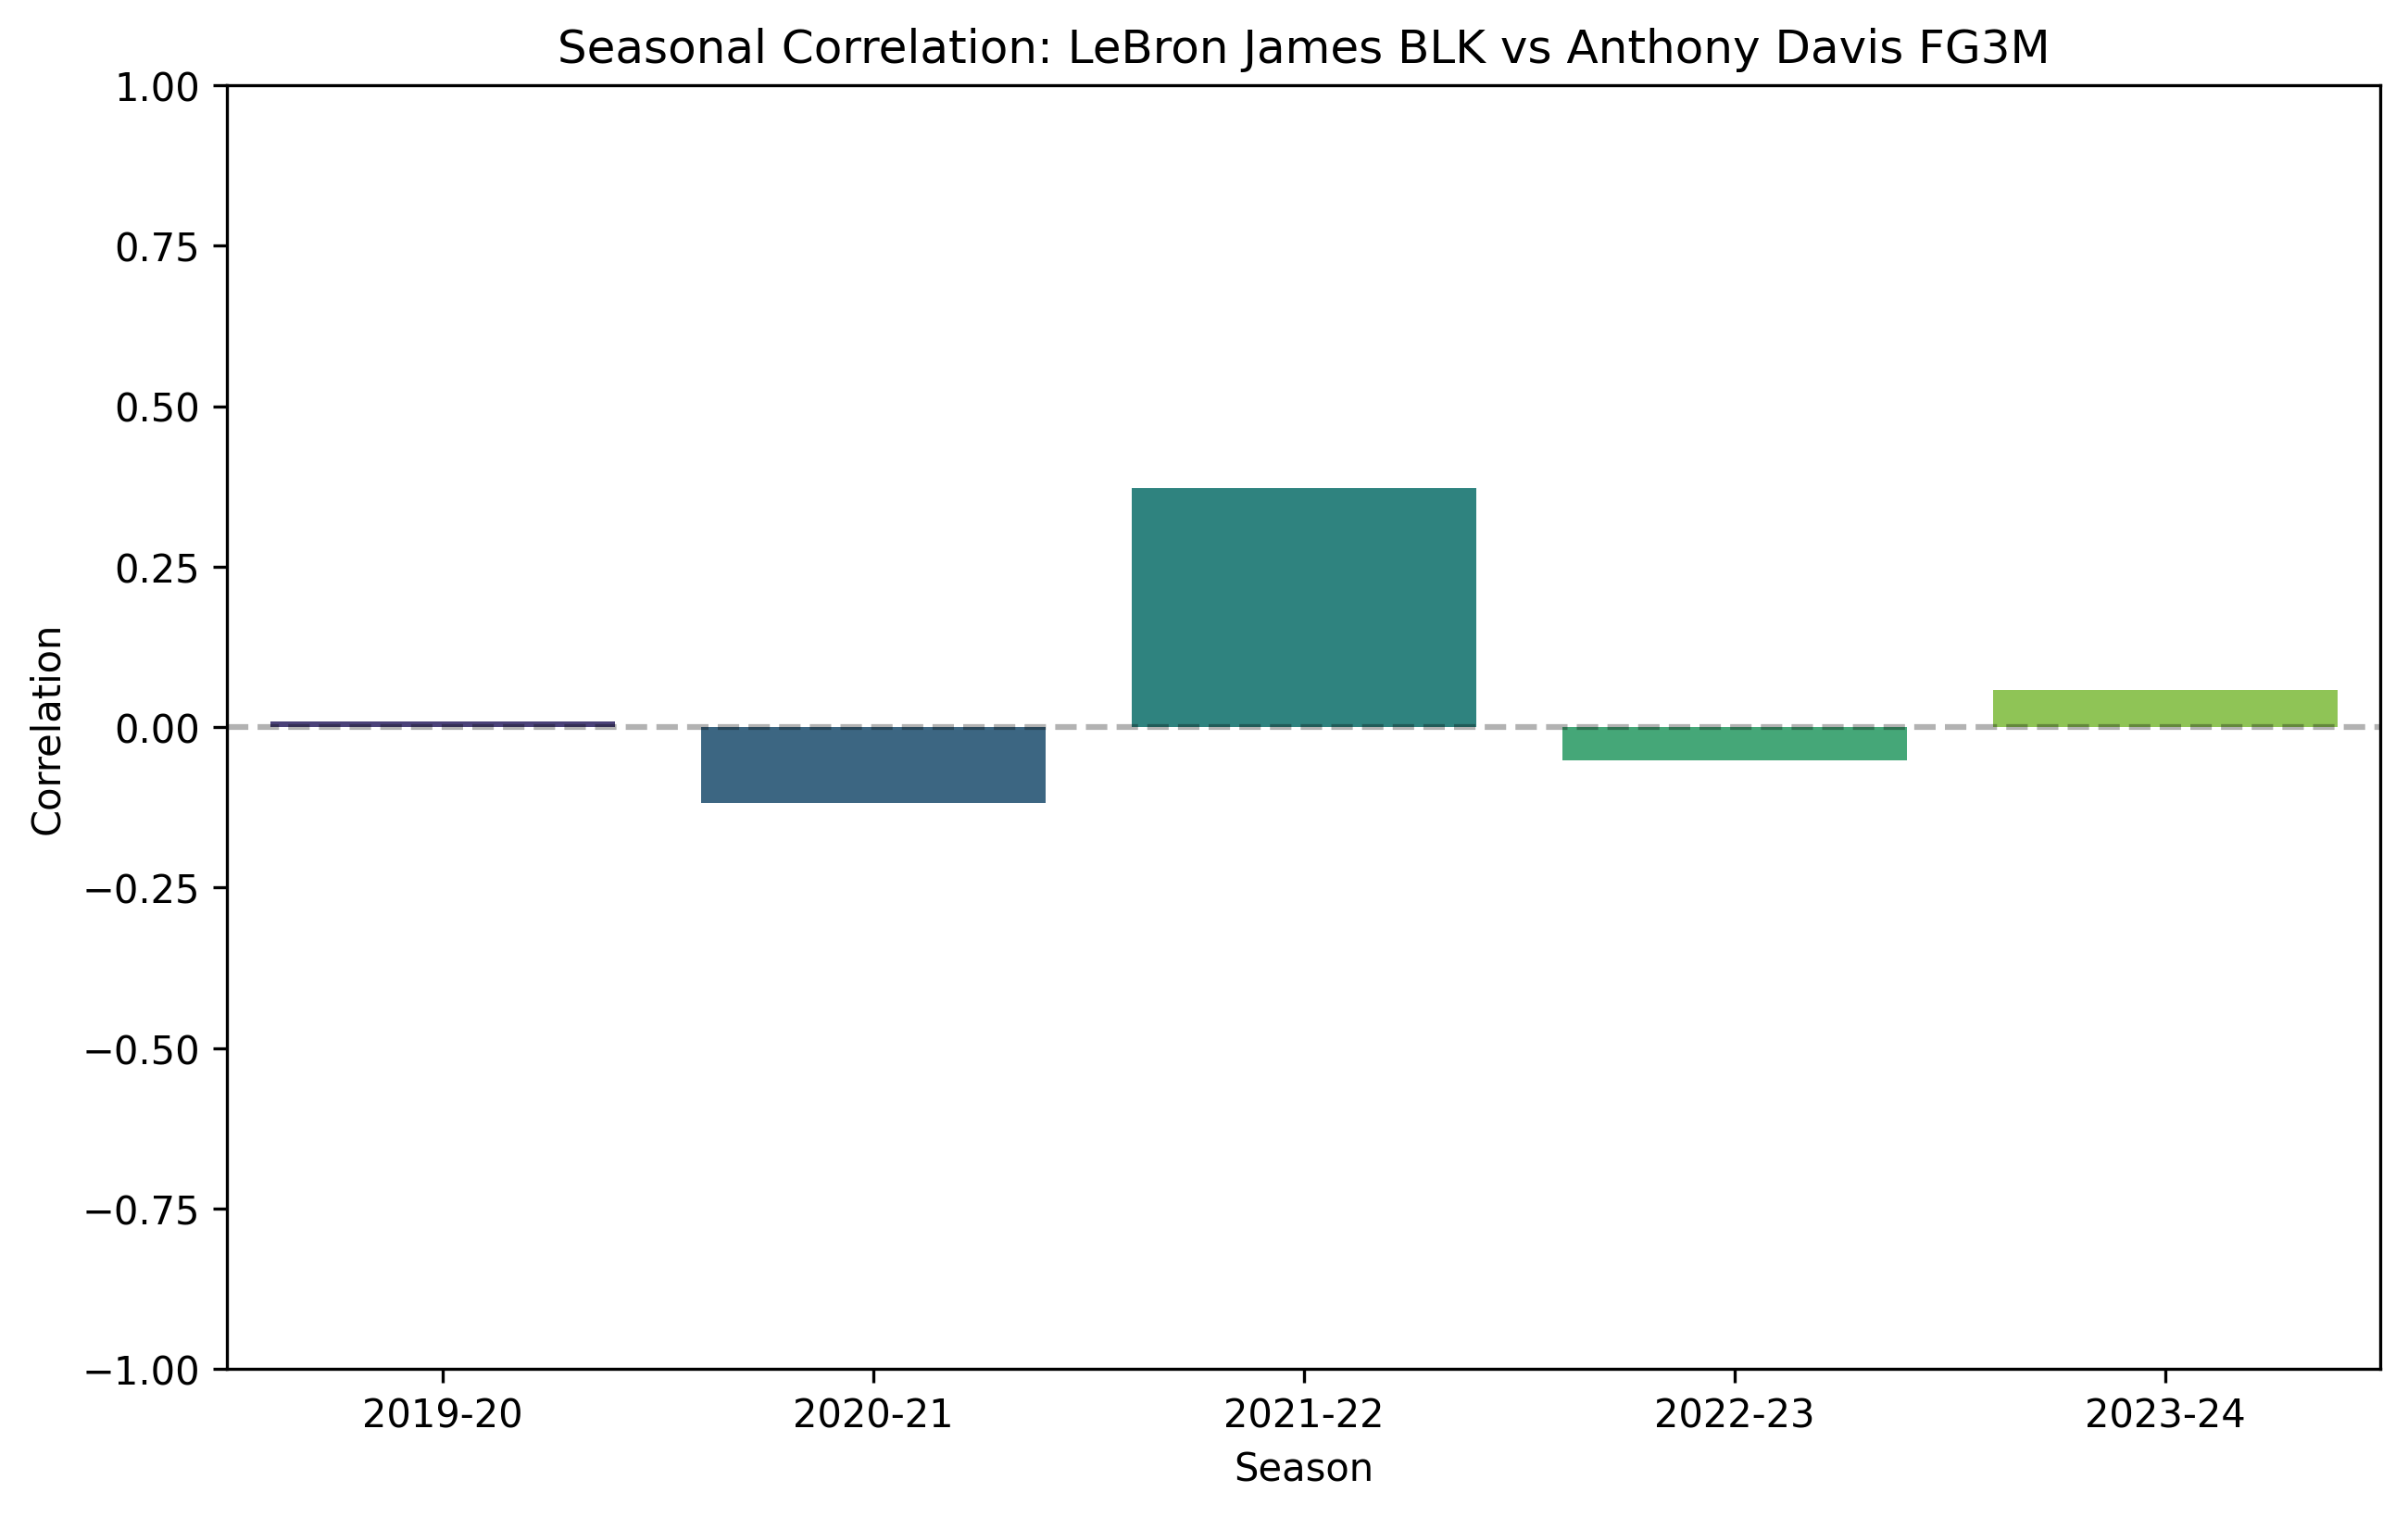 Seasonal Correlation: LeBron James BLK vs Anthony Davis FG3M
1.00
0.75
0.50
0.25
0.00
−0.25
−0.50
−0.75
−1.00
Correlation
2019-20 2020-21 2021-22 2022-23 2023-24
Season